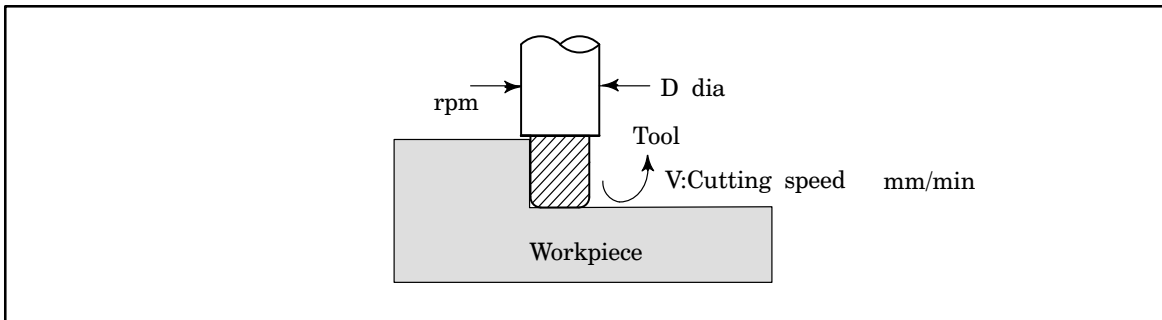 D dia
rpm
Tool
V:Cutting speed mm/min
Workpiece